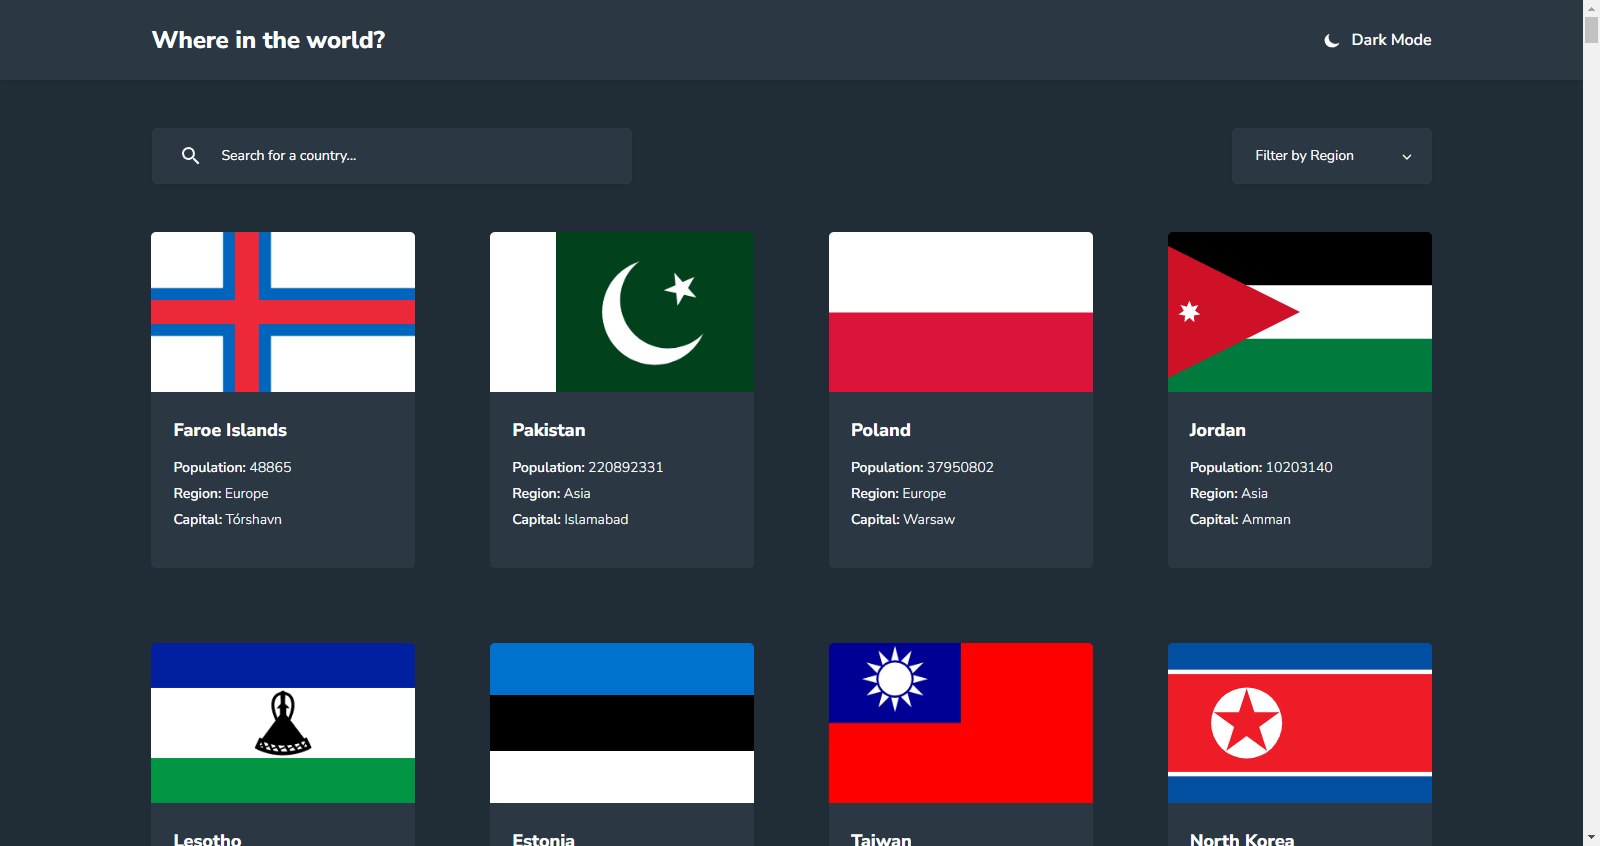 Where in the world?
Dark Mode
Search for a country...
Filter by Region
Faroe Islands
Population: 48865
Region: Europe
Capital: Tórshavn
Pakistan
Population: 220892331
Region: Asia
Capital: Islamabad
Poland
Population: 37950802
Region: Europe
Capital: Warsaw
Jordan
Population: 10203140
Region: Asia
Capital: Amman
Lesotho
Estonia
Taiwan
North Korea